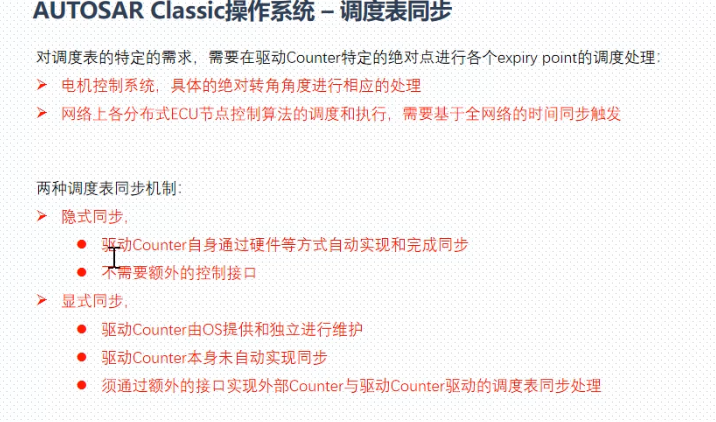 AUTOSAR Classic操作系统 – 调度表同步
对调度表的特定的需求，需要在驱动Counter特定的绝对点进行各个expiry point的调度处理：
电机控制系统，具体的绝对转角角度进行相应的处理
网络上各分布式ECU节点控制算法的调度和执行，需要基于全网络的时间同步触发
两种调度表同步机制：
隐式同步，
驱动Counter自身通过硬件等方式自动实现和完成同步
不需要额外的控制接口
显式同步，
驱动Counter由OS提供和独立进行维护
驱动Counter本身未自动实现同步
须通过额外的接口实现外部Counter与驱动Counter驱动的调度表同步处理